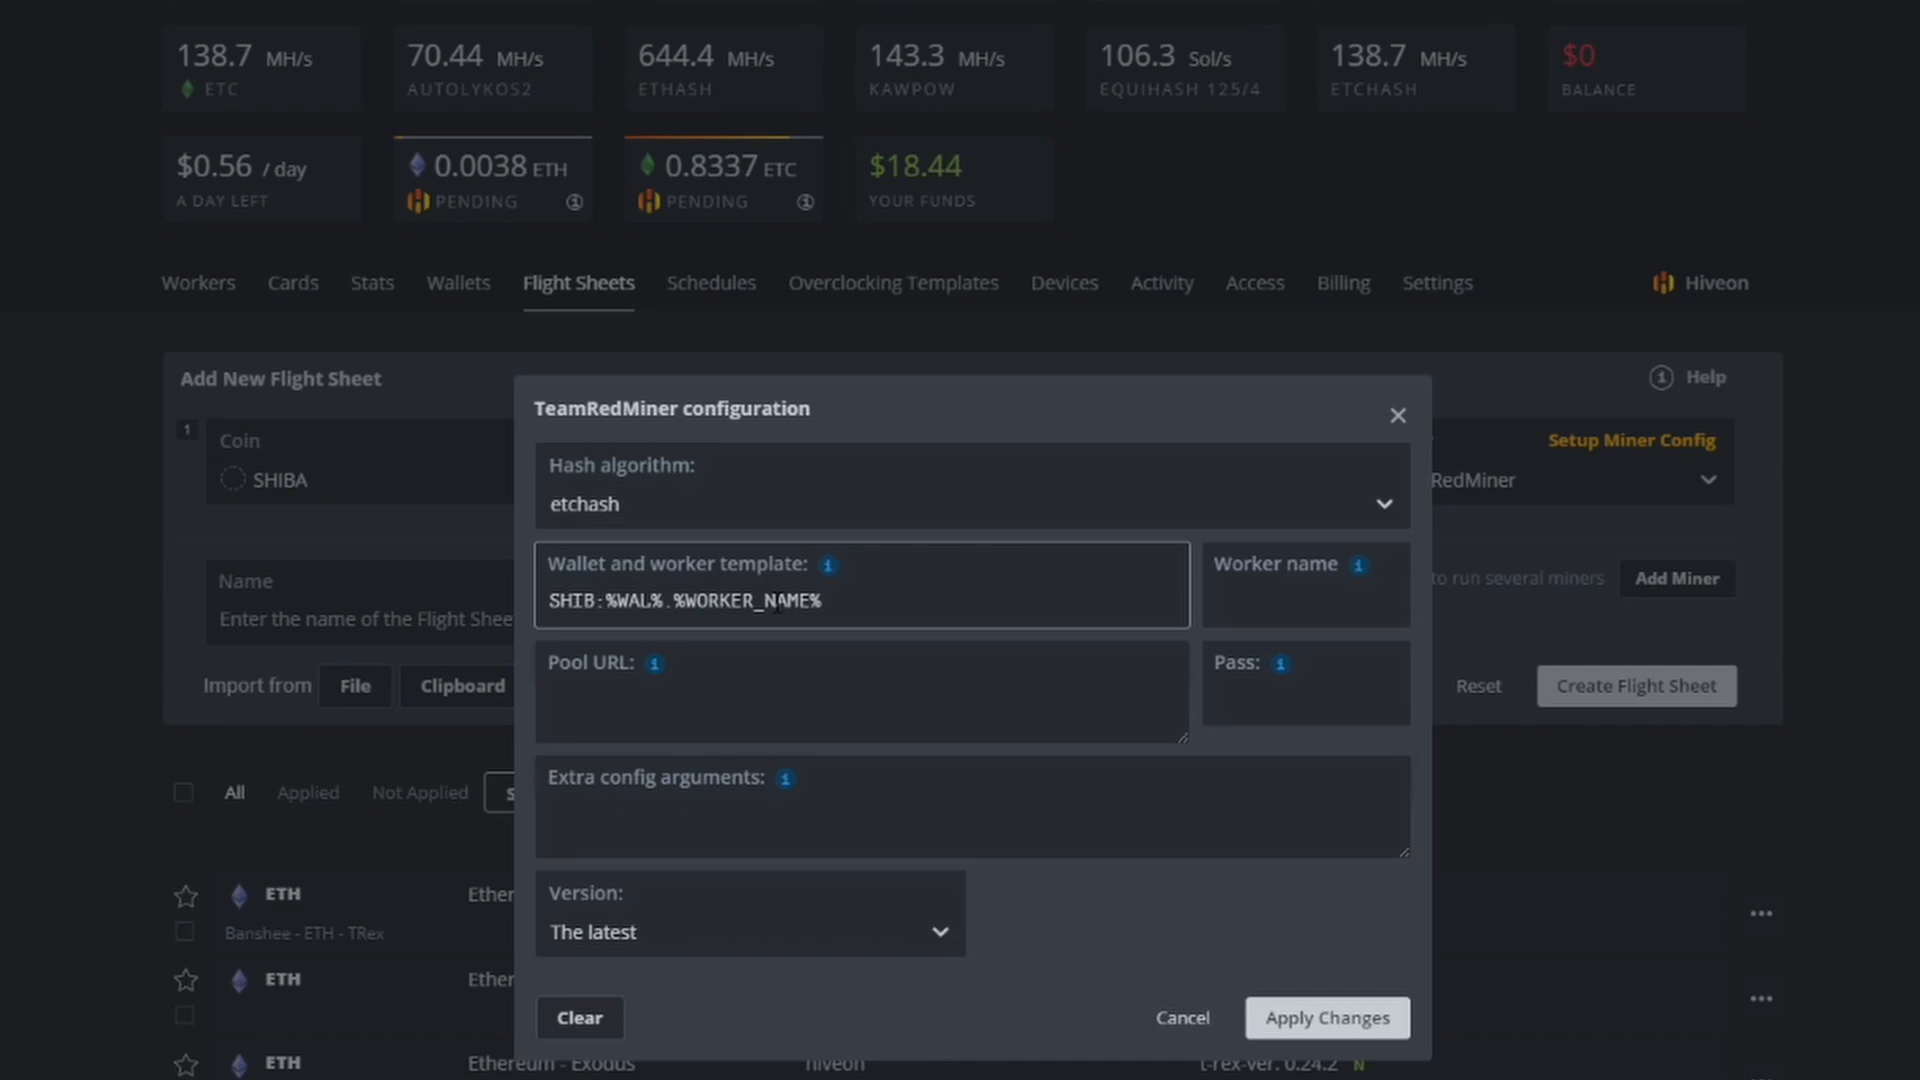 138.7 MH/s
ETC
70.44 MH/s
AUTOLYKOS2
644.4 MH/s
ETHASH
143.3 MH/s
KAWPOW
106.3 Sol/s
EQUIHASH 125/4
138.7 MH/s
ETCHASH
$0
BALANCE
$0.56 / day
A DAY LEFT
0.0038 ETH
PENDING
0.8337 ETC
PENDING
$18.44
YOUR FUNDS
Workers Cards Stats Wallets Flight Sheets Schedules Overclocking Templates Devices Activity Access Billing Settings Hiveon
Add New Flight Sheet
Help
1
Coin
SHIBA
Setup Miner Config
RedMiner
Name
Enter the name of the Flight Shee
to run several miners
Add Miner
Import from File Clipboard
Reset Create Flight Sheet
TeamRedMiner configuration
Hash algorithm:
etchash
Wallet and worker template:
SHIB:%WAL%.%WORKER_NAME%
Worker name
Pool URL:
Pass:
Extra config arguments:
Version:
The latest
Clear
Cancel
Apply Changes
All Applied Not Applied S
ETH Ether
Banshee - ETH - TRex
ETH Ether
ETH Ethereum - Exodus hiveon t-rex-ver. 0.24.2 N